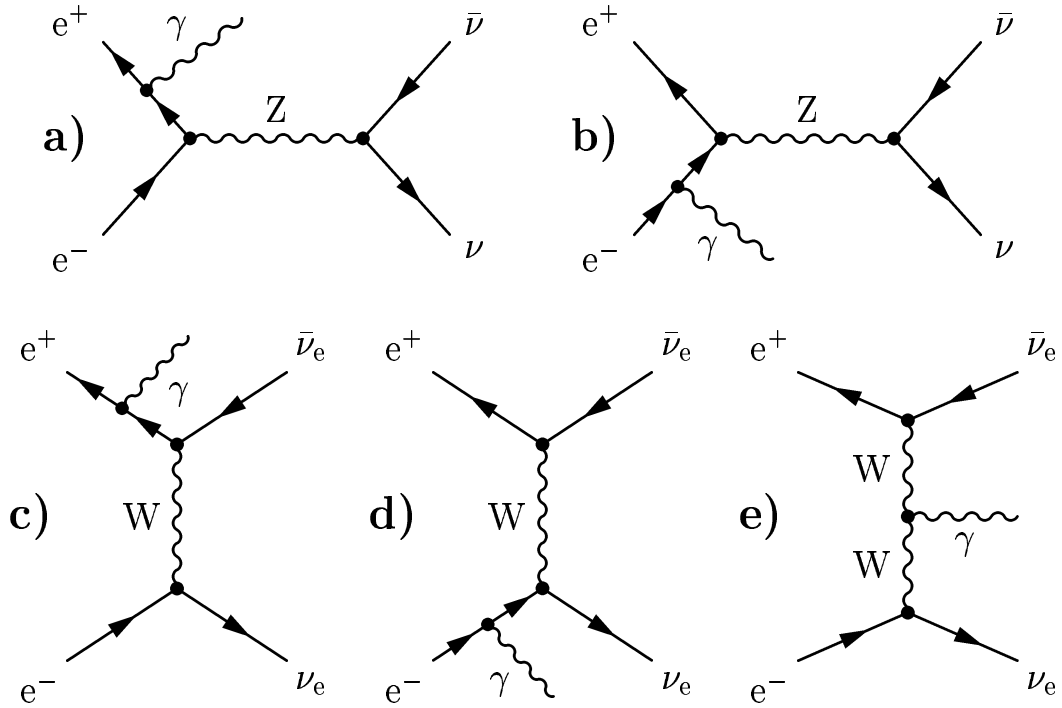 e⁺ γ ν̄ e⁺ ν̄
a) Z b) Z
e⁻ ν e⁻ γ ν
e⁺ γ ν̄ₑ e⁺ ν̄ₑ e⁺ ν̄ₑ
W
c) W d) W e) γ
W
e⁻ νₑ e⁻ γ νₑ e⁻ νₑ